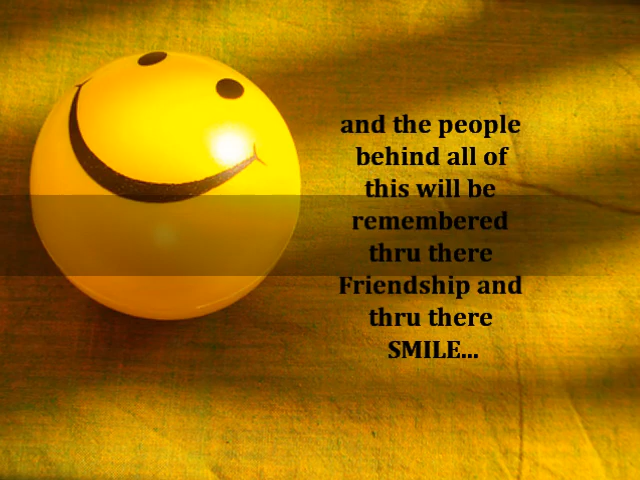 and the people
behind all of
this will be
remembered
thru there
Friendship and
thru there
SMILE...